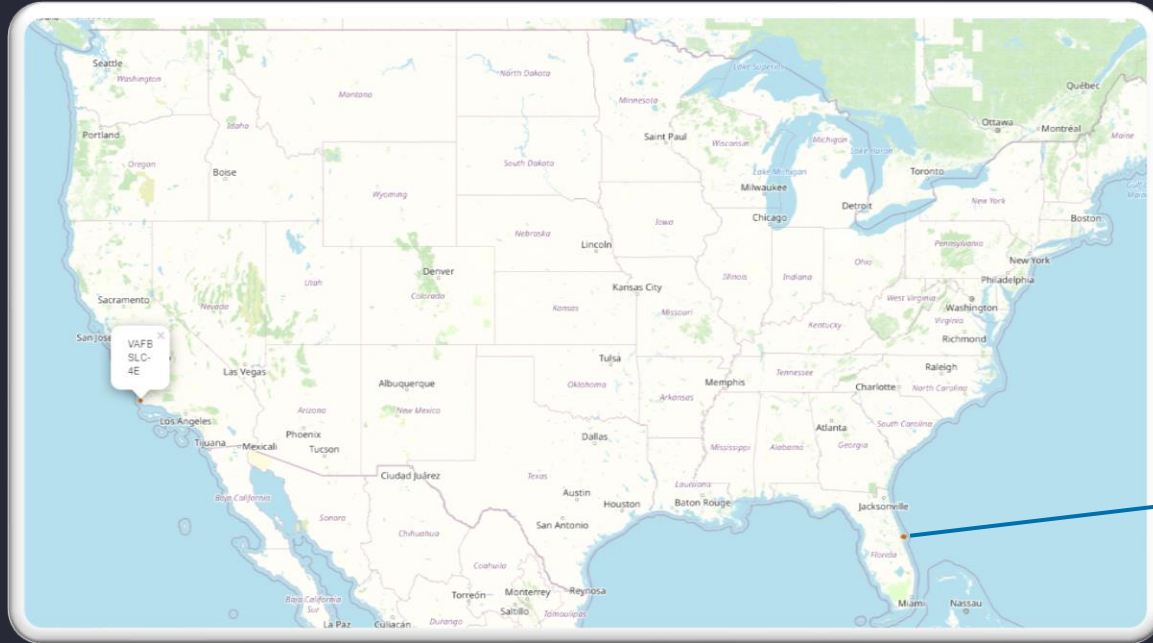 Seattle
Washington
Montana
North Dakota
Lake Superior
Québec
Minnesota
Ottawa
Montréal
Maine
Portland
Idaho
Saint Paul
Wisconsin
Michigan
Lake Huron
Oregon
Boise
South Dakota
Lake Michigan
Toronto
Wyoming
Milwaukee
Detroit
New York
Chicago
Boston
Iowa
Nebraska
Lincoln
Pennsylvania
New York
Denver
Utah
Colorado
Illinois
Indiana
Ohio
Philadelphia
Sacramento
Nevada
Kansas
Kansas City
Missouri
West Virginia
Washington
Virginia
Kentucky
Richmond
San José
×
VAFB
SLC-
4E
Las Vegas
Tulsa
Tennessee
Raleigh
Albuquerque
Oklahoma
Memphis
Charlotte
North Carolina
Arkansas
Los Angeles
Arizona
New Mexico
South Carolina
Atlanta
Phoenix
Tijuana
Mexicali
Tucson
Dallas
Mississippi
Alabama
Georgia
Ciudad Juárez
Texas
Louisiana
Baja California
Austin
Houston
Baton Rouge
Jacksonville
Sonora
San Antonio
Chihuahua
Florida
Coahuila
Baja California
Sur
Torreón
Monterrey
Reynosa
Miami
Nassau
Saltillo
Tamaulipas
La Paz
Culiacán
Durango